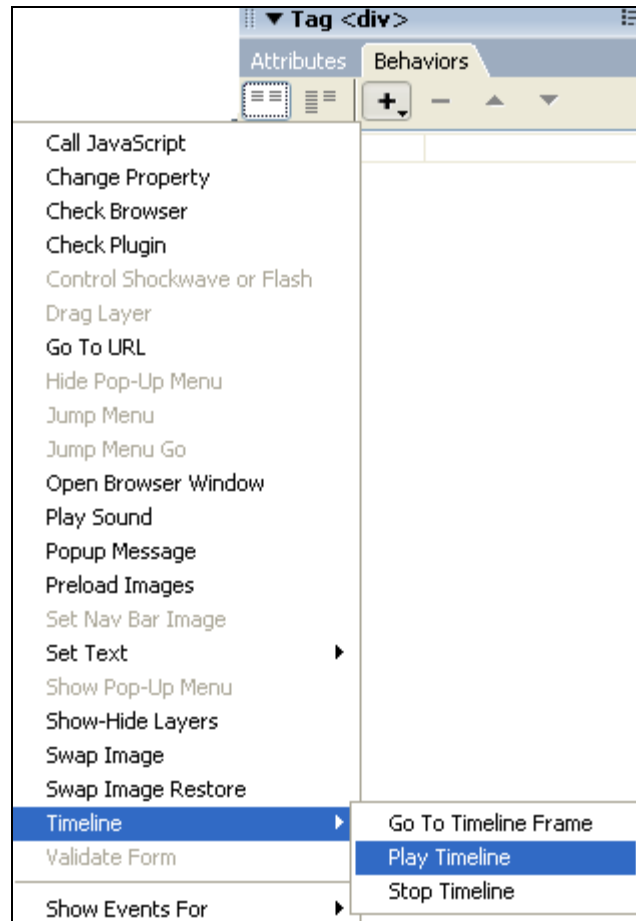 Tag <div>
Attributes Behaviors
Call JavaScript
Change Property
Check Browser
Check Plugin
Control Shockwave or Flash
Drag Layer
Go To URL
Hide Pop-Up Menu
Jump Menu
Jump Menu Go
Open Browser Window
Play Sound
Popup Message
Preload Images
Set Nav Bar Image
Set Text
Show Pop-Up Menu
Show-Hide Layers
Swap Image
Swap Image Restore
Timeline
Go To Timeline Frame
Validate Form
Play Timeline
Stop Timeline
Show Events For